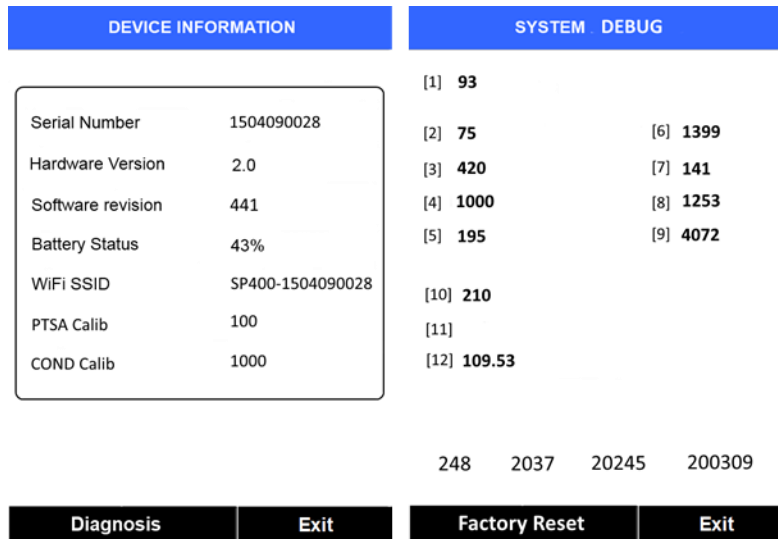 DEVICE INFORMATION
Serial Number 1504090028
Hardware Version 2.0
Software revision 441
Battery Status 43%
WiFi SSID SP400-1504090028
PTSA Calib 100
COND Calib 1000
Diagnosis Exit
SYSTEM . DEBUG
[1] 93
[2] 75 [6] 1399
[3] 420 [7] 141
[4] 1000 [8] 1253
[5] 195 [9] 4072
[10] 210
[11]
[12] 109.53
248 2037 20245 200309
Factory Reset Exit